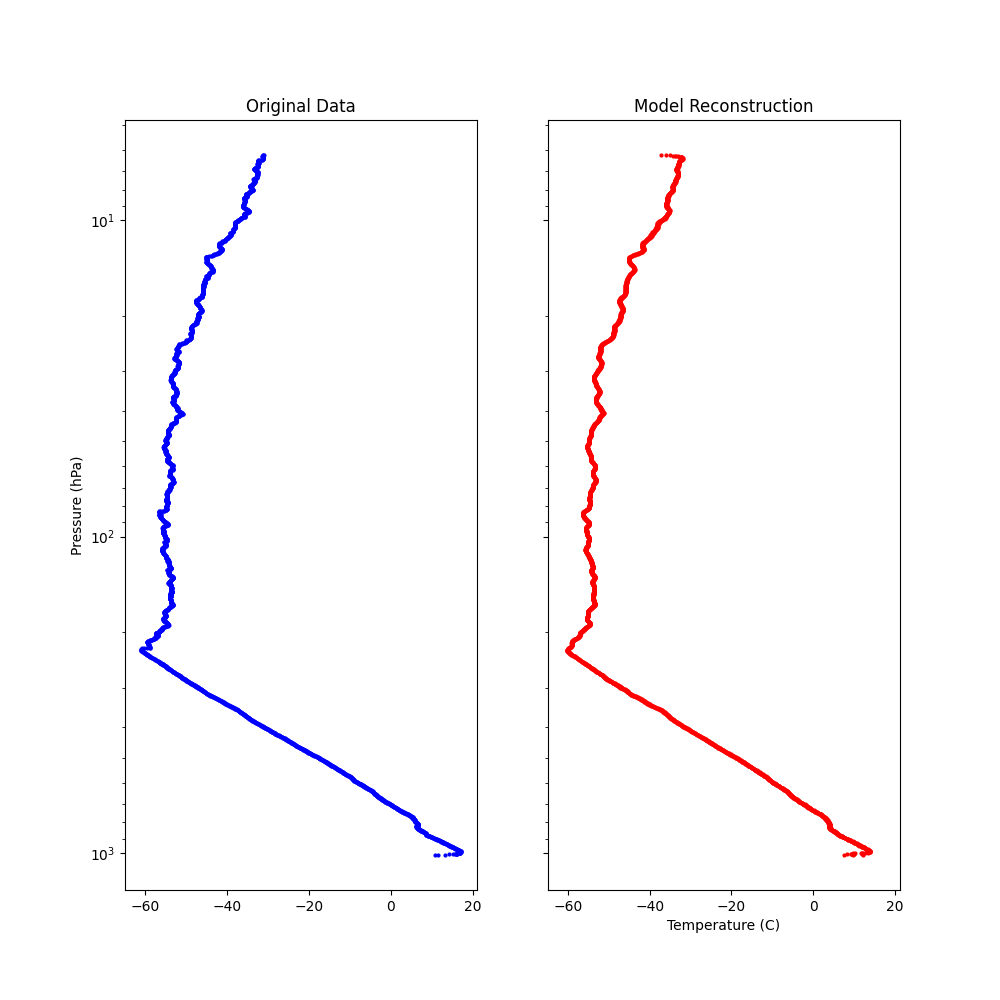 Original Data
Model Reconstruction
Pressure (hPa)
10¹
10²
10³
−60 −40 −20 0 20
−60 −40 −20 0 20
Temperature (C)